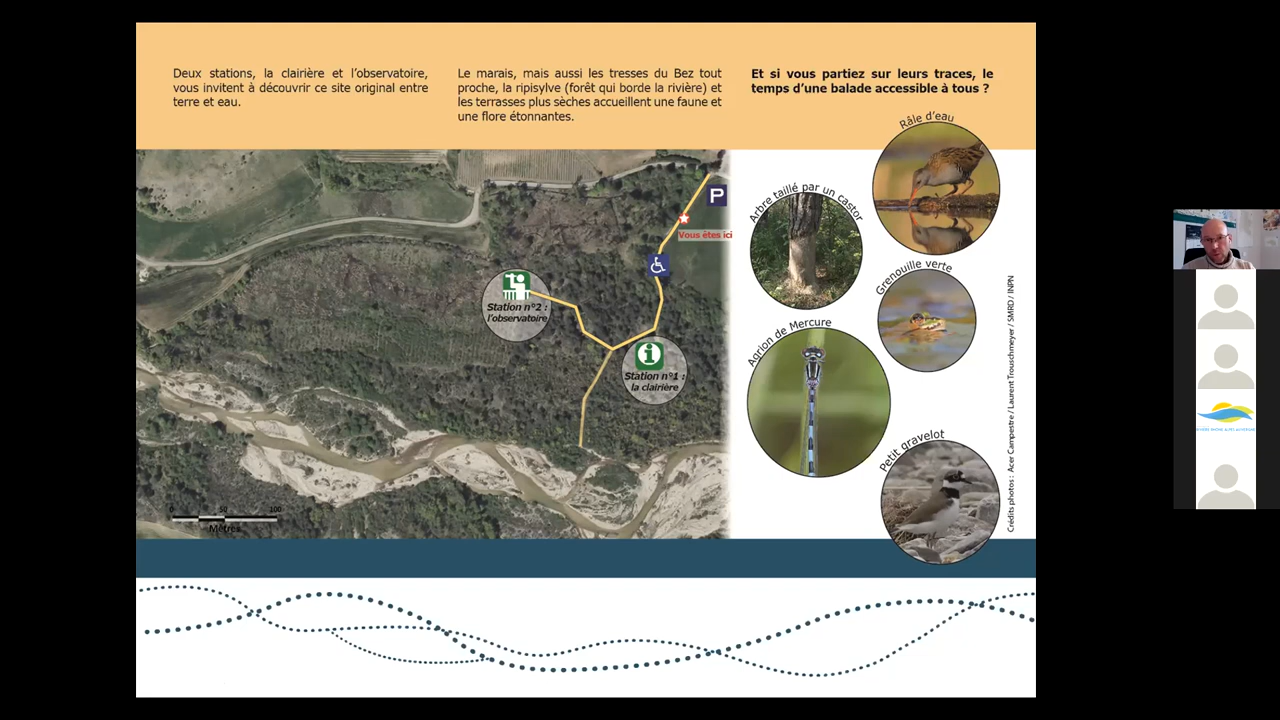 Deux stations, la clairière et l'observatoire,
vous invitent à découvrir ce site original entre
terre et eau.
Le marais, mais aussi les tresses du Bez tout
proche, la ripisylve (forêt qui borde la rivière) et
les terrasses plus sèches accueillent une faune et
une flore étonnantes.
Et si vous partiez sur leurs traces, le
temps d'une balade accessible à tous ?
Râle d'eau
Arbre taillé par un castor
P
Vous êtes ici
Grenouille verte
Station n°2 :
l'observatoire
Agrion de Mercure
i
Station n°1 :
la clairière
Petit gravelot
0 50 100
Mètres
Crédits photos : Acer Campestre / Laurent Trouschmeyer / SMRD / INPN